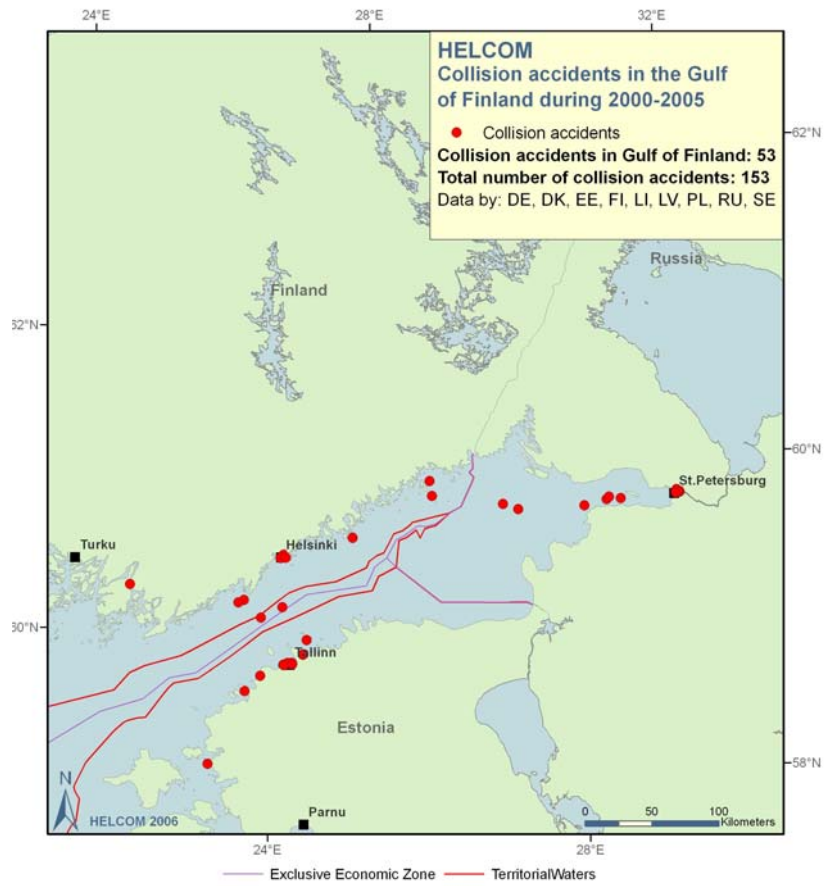 24°E
28°E
32°E
HELCOM
Collision accidents in the Gulf
of Finland during 2000-2005
Collision accidents
Collision accidents in Gulf of Finland: 53
Total number of collision accidents: 153
Data by: DE, DK, EE, FI, LI, LV, PL, RU, SE
62°N
Russia
Finland
62°N
60°N
St.Petersburg
Turku
Helsinki
60°N
Tallinn
Estonia
58°N
N
HELCOM 2006
Parnu
0
50
100
Kilometers
24°E
28°E
Exclusive Economic Zone
TerritorialWaters